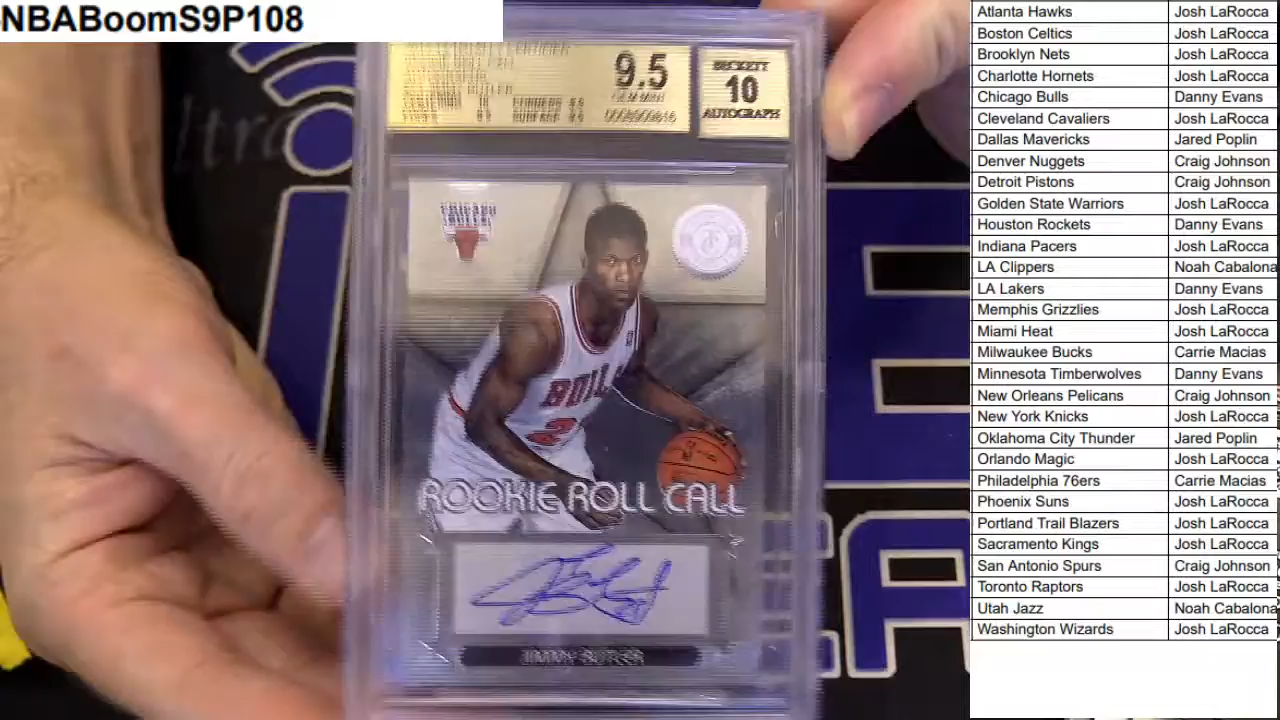 NBABoomS9P108
9.5
GEM MINT
BECKETT
10
AUTOGRAPH
CHICAGO
BULLS
BULLS
2
ROOKIE ROLL CALL
JIMMY BUTLER
Atlanta Hawks Josh LaRocca
Boston Celtics Josh LaRocca
Brooklyn Nets Josh LaRocca
Charlotte Hornets Josh LaRocca
Chicago Bulls Danny Evans
Cleveland Cavaliers Josh LaRocca
Dallas Mavericks Jared Poplin
Denver Nuggets Craig Johnson
Detroit Pistons Craig Johnson
Golden State Warriors Josh LaRocca
Houston Rockets Danny Evans
Indiana Pacers Josh LaRocca
LA Clippers Noah Cabalona
LA Lakers Danny Evans
Memphis Grizzlies Josh LaRocca
Miami Heat Josh LaRocca
Milwaukee Bucks Carrie Macias
Minnesota Timberwolves Danny Evans
New Orleans Pelicans Craig Johnson
New York Knicks Josh LaRocca
Oklahoma City Thunder Jared Poplin
Orlando Magic Josh LaRocca
Philadelphia 76ers Carrie Macias
Phoenix Suns Josh LaRocca
Portland Trail Blazers Josh LaRocca
Sacramento Kings Josh LaRocca
San Antonio Spurs Craig Johnson
Toronto Raptors Josh LaRocca
Utah Jazz Noah Cabalona
Washington Wizards Josh LaRocca